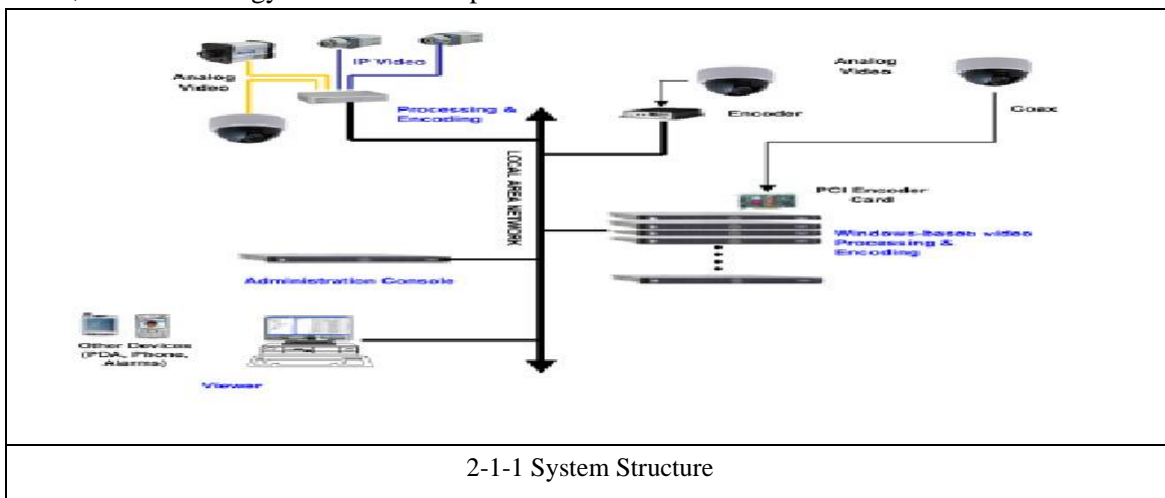 Analog
Video
IP Video
Processing &
Encoding
LOCAL AREA NETWORK
Encoder
Analog
Video
Coax
PCI Encoder
Card
Windows-based video
Processing &
Encoding
Administration Console
Other Devices
(PDA, Phone,
Alarms)
Viewer
2-1-1 System Structure